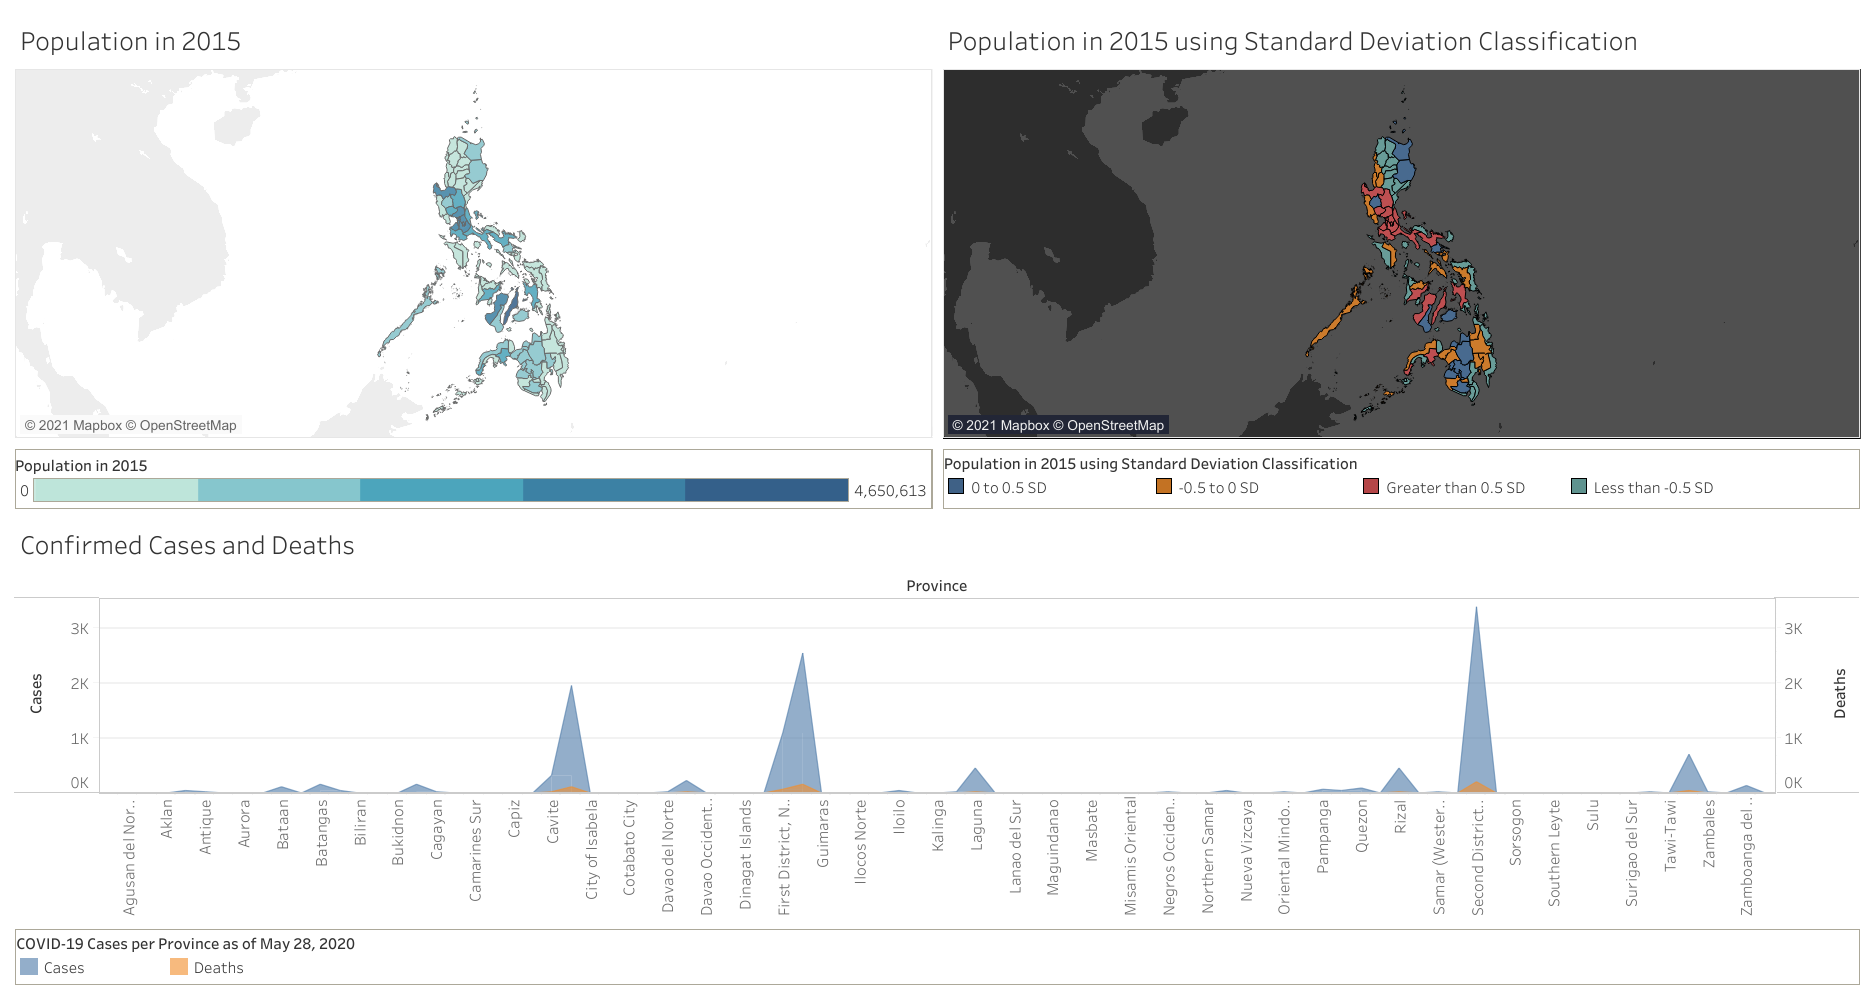 Population in 2015
Population in 2015 using Standard Deviation Classification
© 2021 Mapbox © OpenStreetMap
© 2021 Mapbox © OpenStreetMap
Population in 2015
0
4,650,613
Population in 2015 using Standard Deviation Classification
0 to 0.5 SD
-0.5 to 0 SD
Greater than 0.5 SD
Less than -0.5 SD
Confirmed Cases and Deaths
Province
Cases
3K
2K
1K
0K
3K
2K
1K
0K
Deaths
Agusan del Nor..
Aklan
Antique
Aurora
Bataan
Batangas
Biliran
Bukidnon
Cagayan
Camarines Sur
Capiz
Cavite
City of Isabela
Cotabato City
Davao del Norte
Davao Occident..
Dinagat Islands
First District, N..
Guimaras
Ilocos Norte
Iloilo
Kalinga
Laguna
Lanao del Sur
Maguindanao
Masbate
Misamis Oriental
Negros Occiden..
Northern Samar
Nueva Vizcaya
Oriental Mindo..
Pampanga
Quezon
Rizal
Samar (Wester..
Second District..
Sorsogon
Southern Leyte
Sulu
Surigao del Sur
Tawi-Tawi
Zambales
Zamboanga del ..
COVID-19 Cases per Province as of May 28, 2020
Cases
Deaths